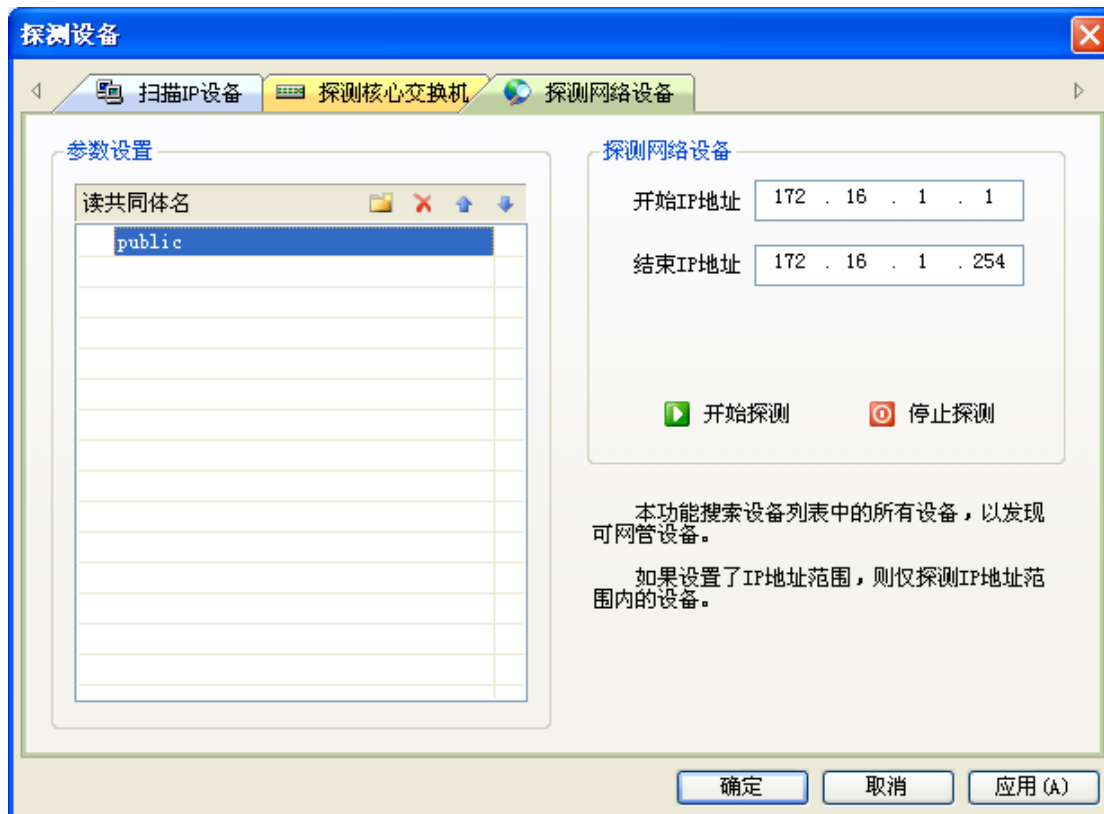 探测设备
扫描IP设备 探测核心交换机 探测网络设备
参数设置
读共同体名
public
探测网络设备
开始IP地址 172 . 16 . 1 . 1
结束IP地址 172 . 16 . 1 . 254
开始探测 停止探测
本功能搜索设备列表中的所有设备，以发现
可网管设备。
如果设置了IP地址范围，则仅探测IP地址范
围内的设备。
确定 取消 应用(A)